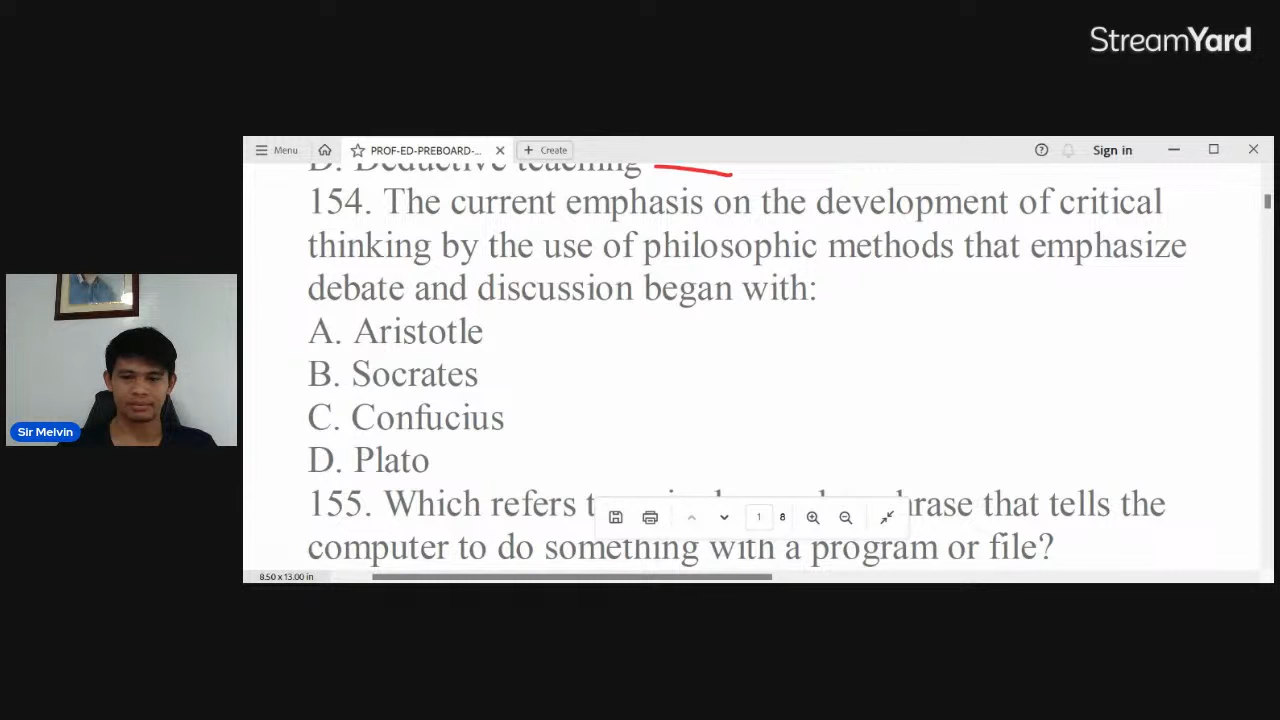 StreamYard
Menu
PROF-ED-PREBOARD-...
Create
Sign in
D. Deductive teaching
154. The current emphasis on the development of critical
thinking by the use of philosophic methods that emphasize
debate and discussion began with:
A. Aristotle
B. Socrates
C. Confucius
D. Plato
155. Which refers that tells the
1 8
computer to do something with a program or file?
8.50 x 13.00 in
Sir Melvin